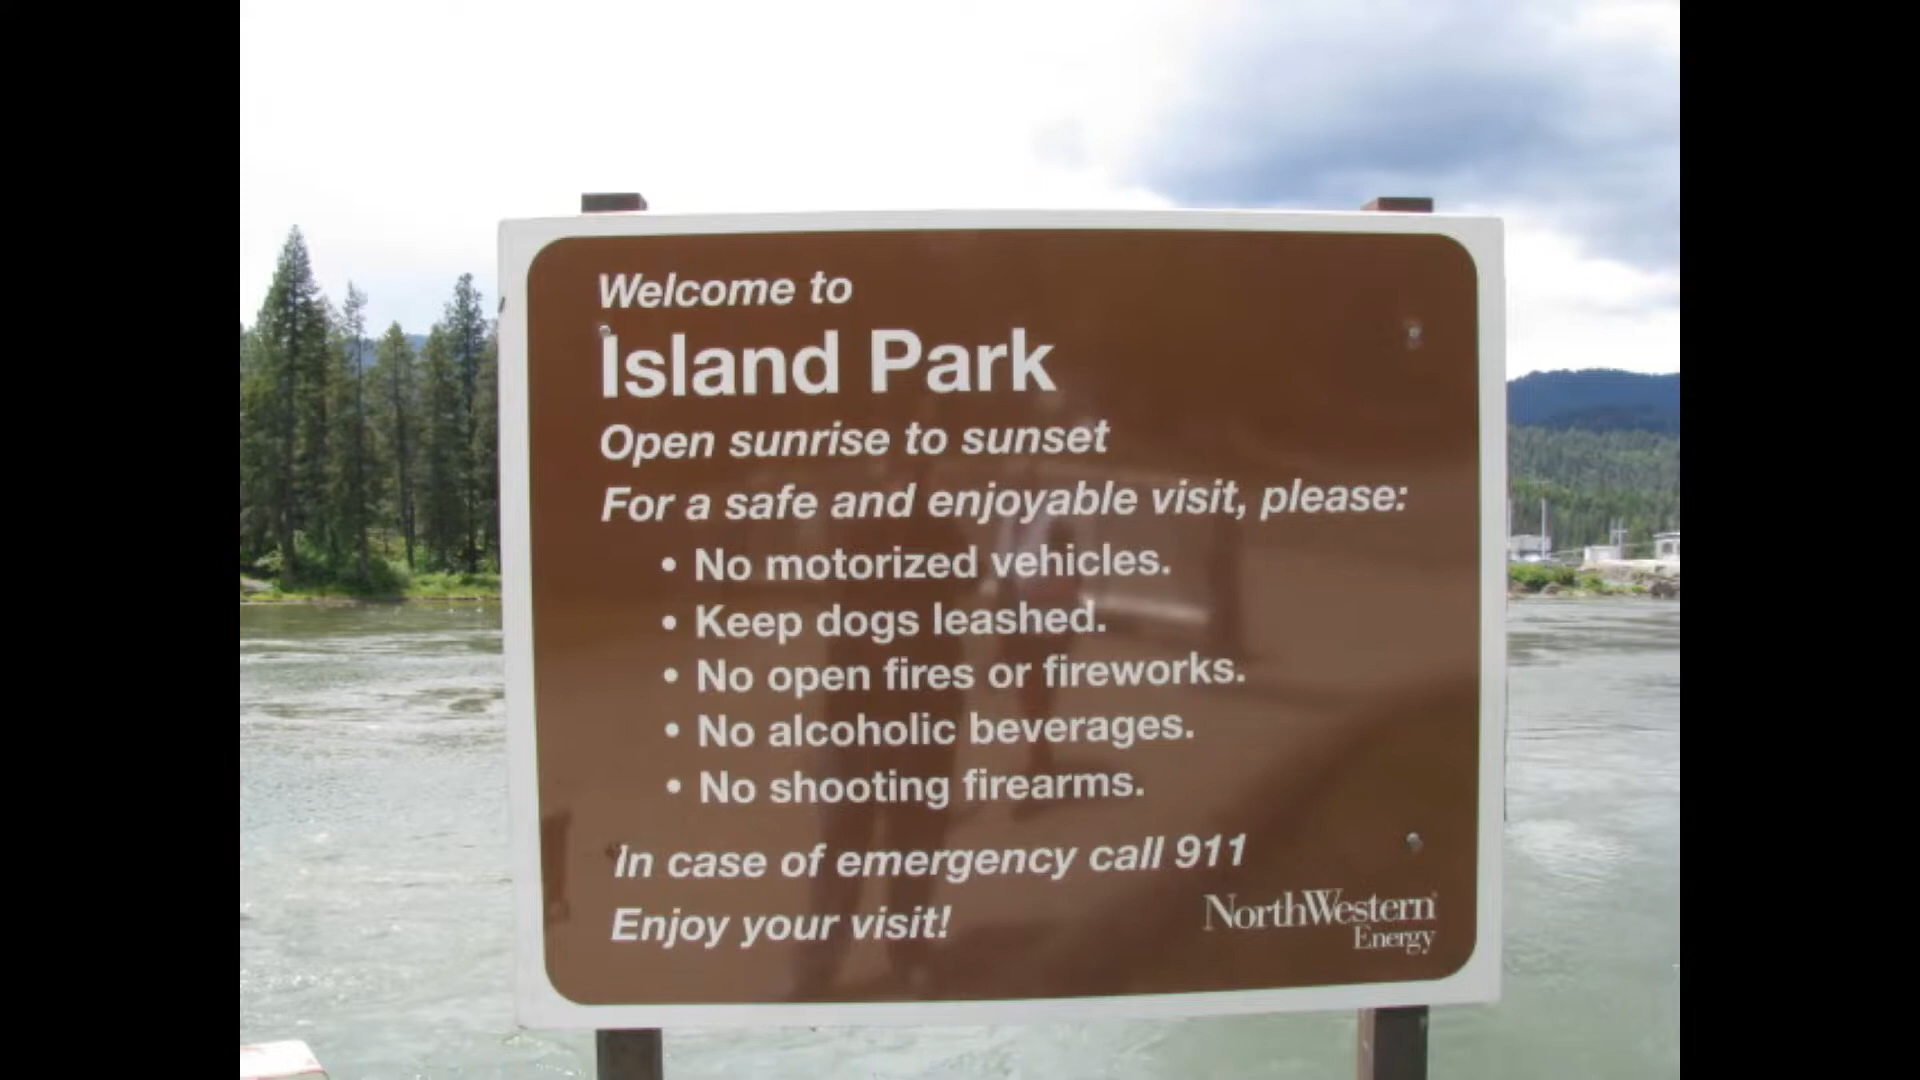 Welcome to
Island Park
Open sunrise to sunset
For a safe and enjoyable visit, please:
• No motorized vehicles.
• Keep dogs leashed.
• No open fires or fireworks.
• No alcoholic beverages.
• No shooting firearms.
In case of emergency call 911
Enjoy your visit!
NorthWestern
Energy